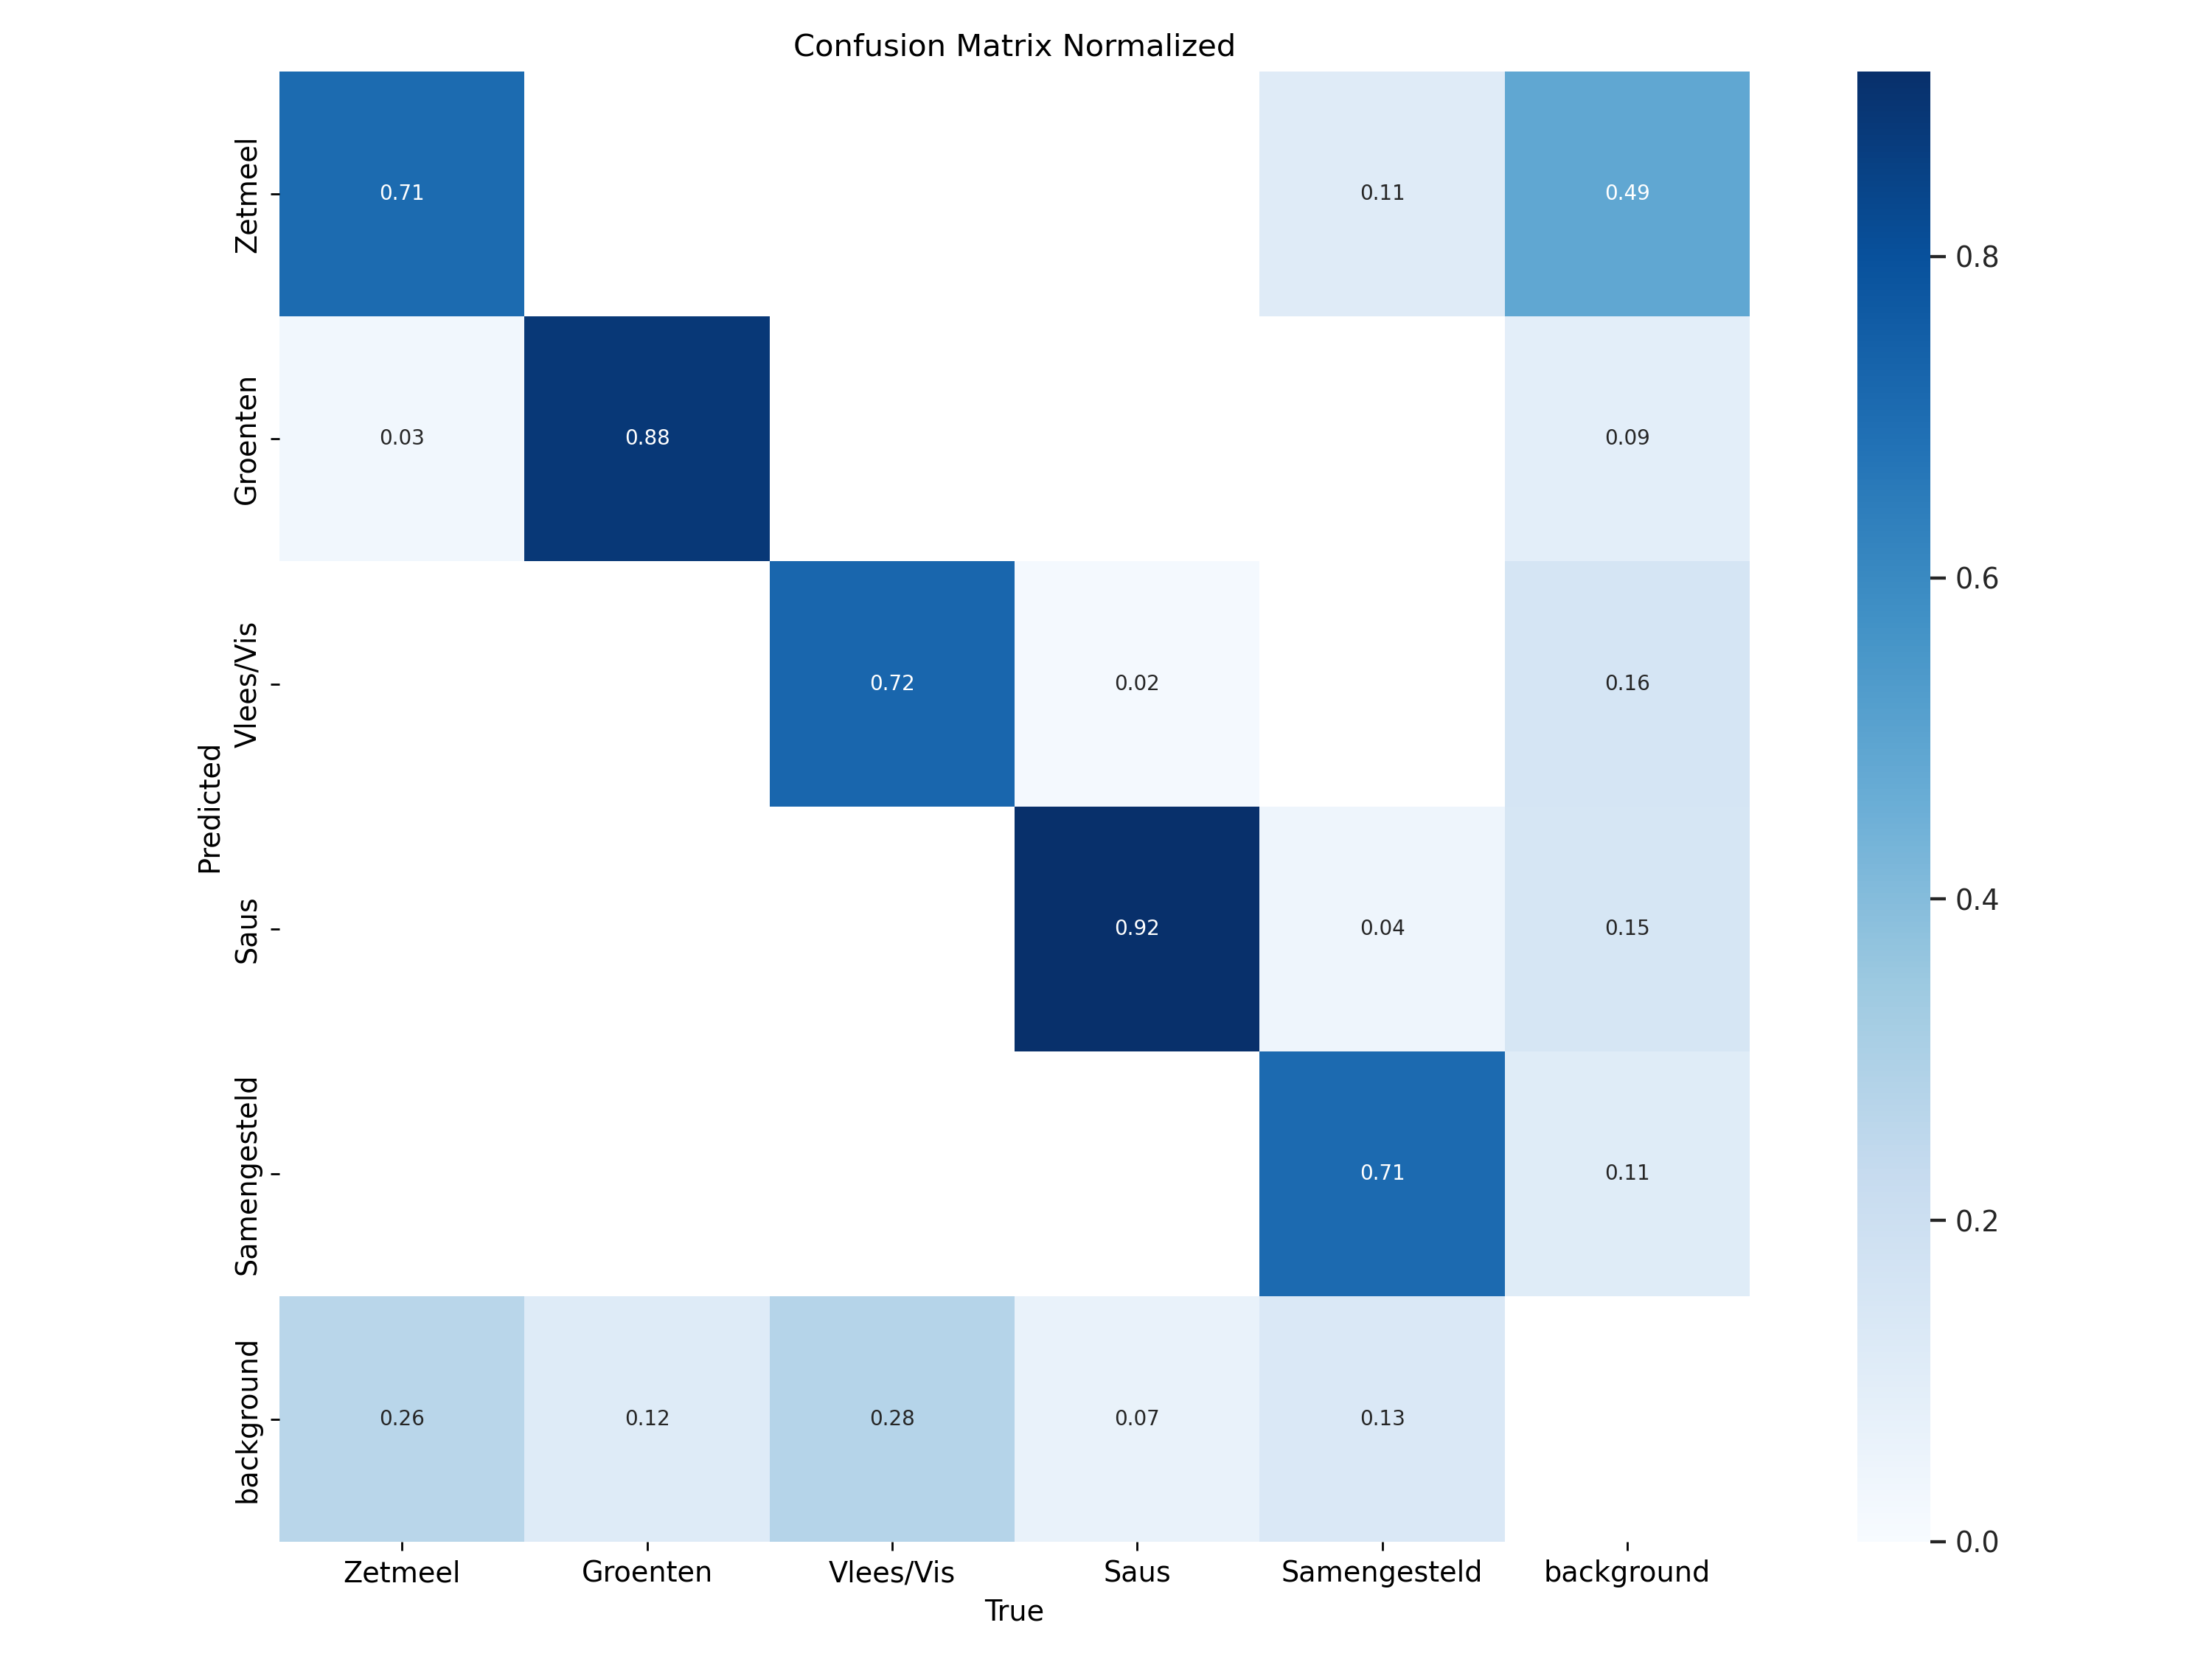 Confusion Matrix Normalized
Predicted
Zetmeel
0.71
0.11
0.49
Groenten
0.03
0.88
0.09
Vlees/Vis
0.72
0.02
0.16
Saus
0.92
0.04
0.15
Samengesteld
0.71
0.11
background
0.26
0.12
0.28
0.07
0.13
Zetmeel
Groenten
Vlees/Vis
Saus
Samengesteld
background
True
0.8
0.6
0.4
0.2
0.0